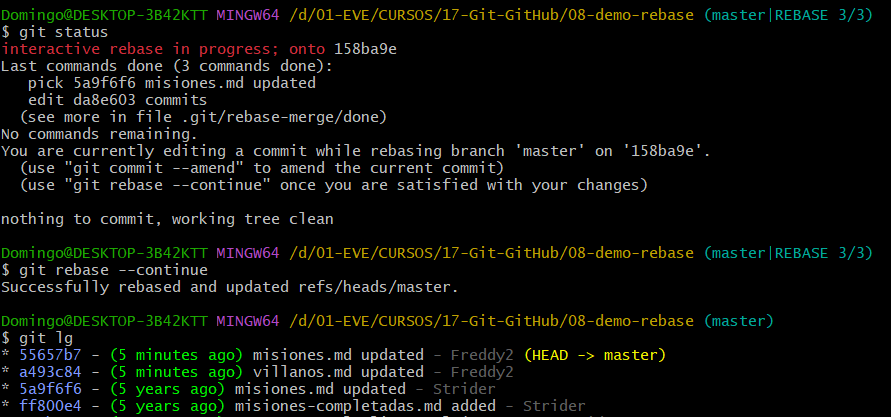 Domingo@DESKTOP-3B42KTT MINGW64 /d/01-EVE/CURSOS/17-Git-GitHub/08-demo-rebase (master|REBASE 3/3)
$ git status
interactive rebase in progress; onto 158ba9e
Last commands done (3 commands done):
   pick 5a9f6f6 misiones.md updated
   edit da8e603 commits
  (see more in file .git/rebase-merge/done)
No commands remaining.
You are currently editing a commit while rebasing branch 'master' on '158ba9e'.
  (use "git commit --amend" to amend the current commit)
  (use "git rebase --continue" once you are satisfied with your changes)
nothing to commit, working tree clean
Domingo@DESKTOP-3B42KTT MINGW64 /d/01-EVE/CURSOS/17-Git-GitHub/08-demo-rebase (master|REBASE 3/3)
$ git rebase --continue
Successfully rebased and updated refs/heads/master.
Domingo@DESKTOP-3B42KTT MINGW64 /d/01-EVE/CURSOS/17-Git-GitHub/08-demo-rebase (master)
$ git lg
* 55657b7 - (5 minutes ago) misiones.md updated - Freddy2 (HEAD -> master)
* a493c84 - (5 minutes ago) villanos.md updated - Freddy2
* 5a9f6f6 - (5 years ago) misiones.md updated - Strider
* ff800e4 - (5 years ago) misiones-completadas.md added - Strider